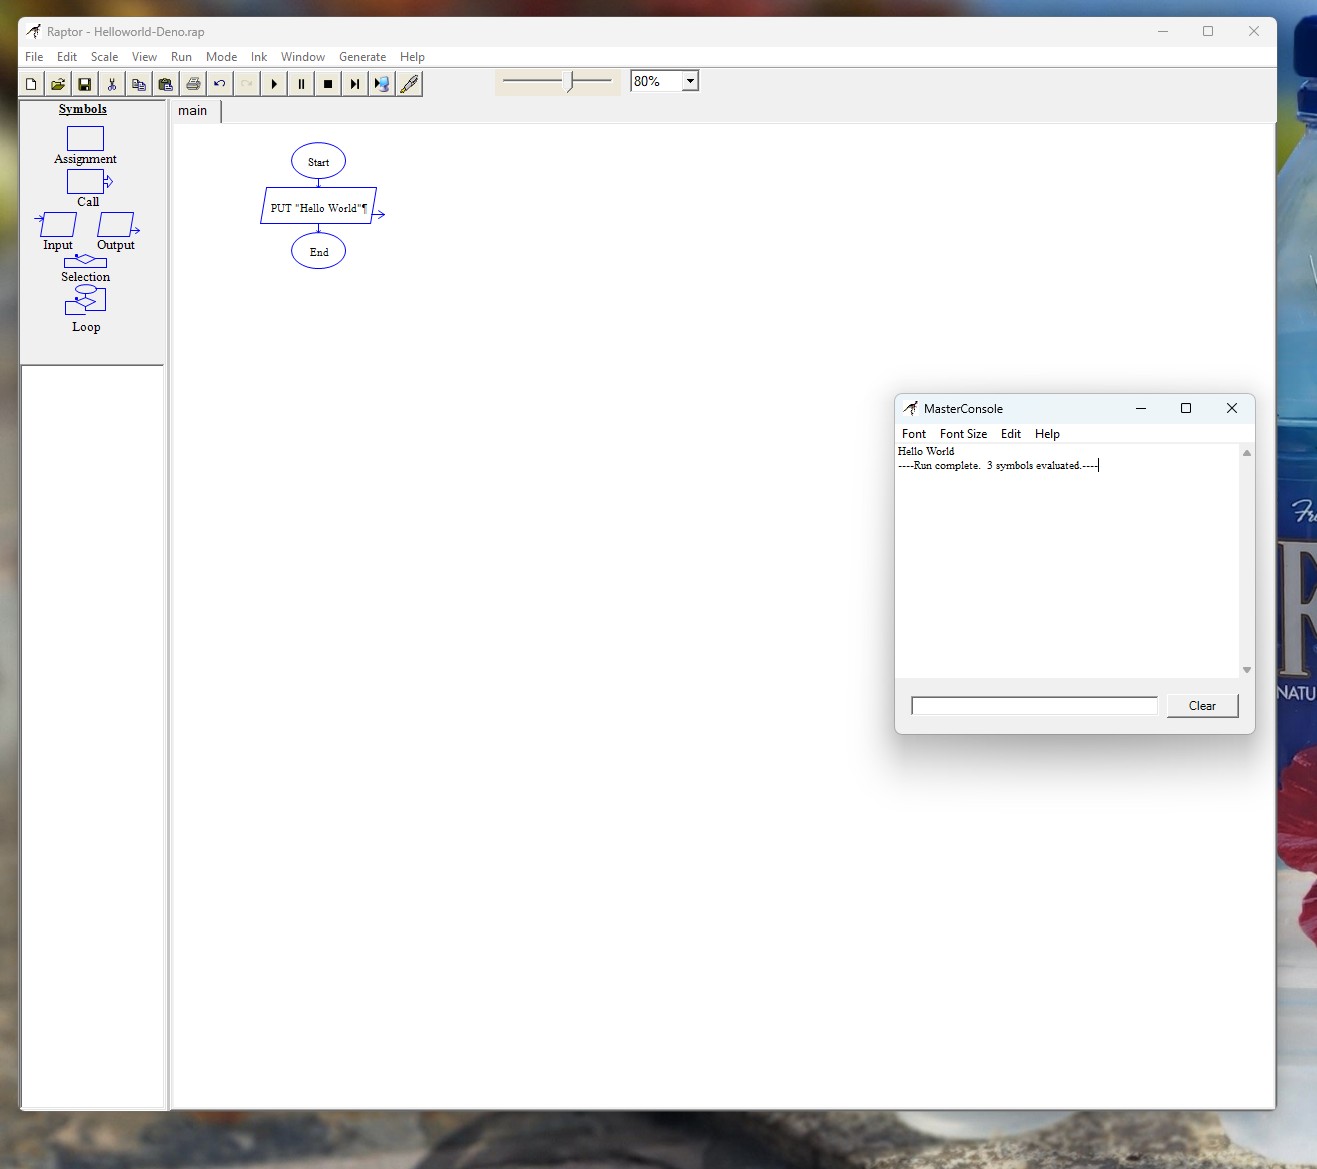 Raptor - Helloworld-Deno.rap
File Edit Scale View Run Mode Ink Window Generate Help
80%
Symbols
Assignment
Call
Input Output
Selection
Loop
main
Start
PUT "Hello World"¶
End
MasterConsole
Font Font Size Edit Help
Hello World
----Run complete.  3 symbols evaluated.----
Clear
NATU